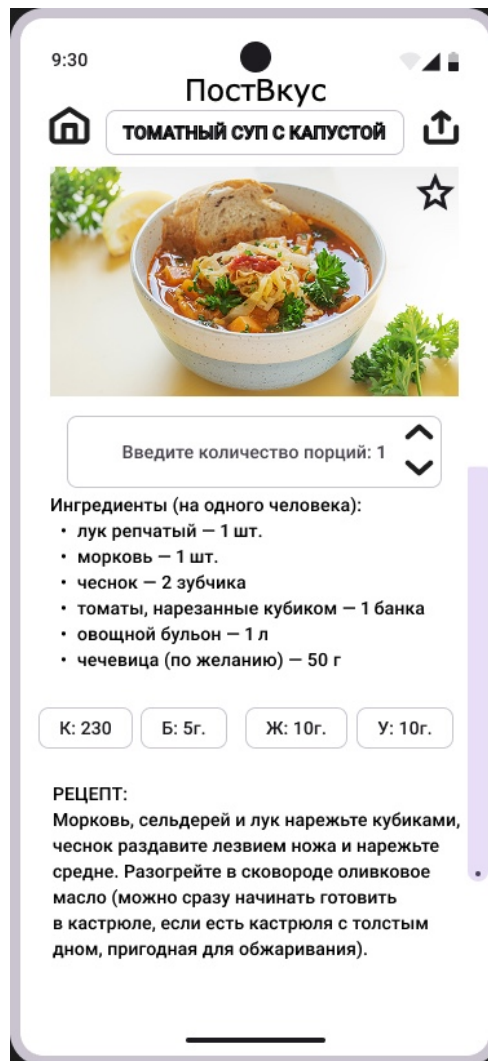 9:30
ПостВкус
ТОМАТНЫЙ СУП С КАПУСТОЙ
Введите количество порций: 1
Ингредиенты (на одного человека):
• лук репчатый — 1 шт.
• морковь — 1 шт.
• чеснок — 2 зубчика
• томаты, нарезанные кубиком — 1 банка
• овощной бульон — 1 л
• чечевица (по желанию) — 50 г
К: 230 Б: 5г. Ж: 10г. У: 10г.
РЕЦЕПТ:
Морковь, сельдерей и лук нарежьте кубиками,
чеснок раздавите лезвием ножа и нарежьте
средне. Разогрейте в сковороде оливковое
масло (можно сразу начинать готовить
в кастрюле, если есть кастрюля с толстым
дном, пригодная для обжаривания).